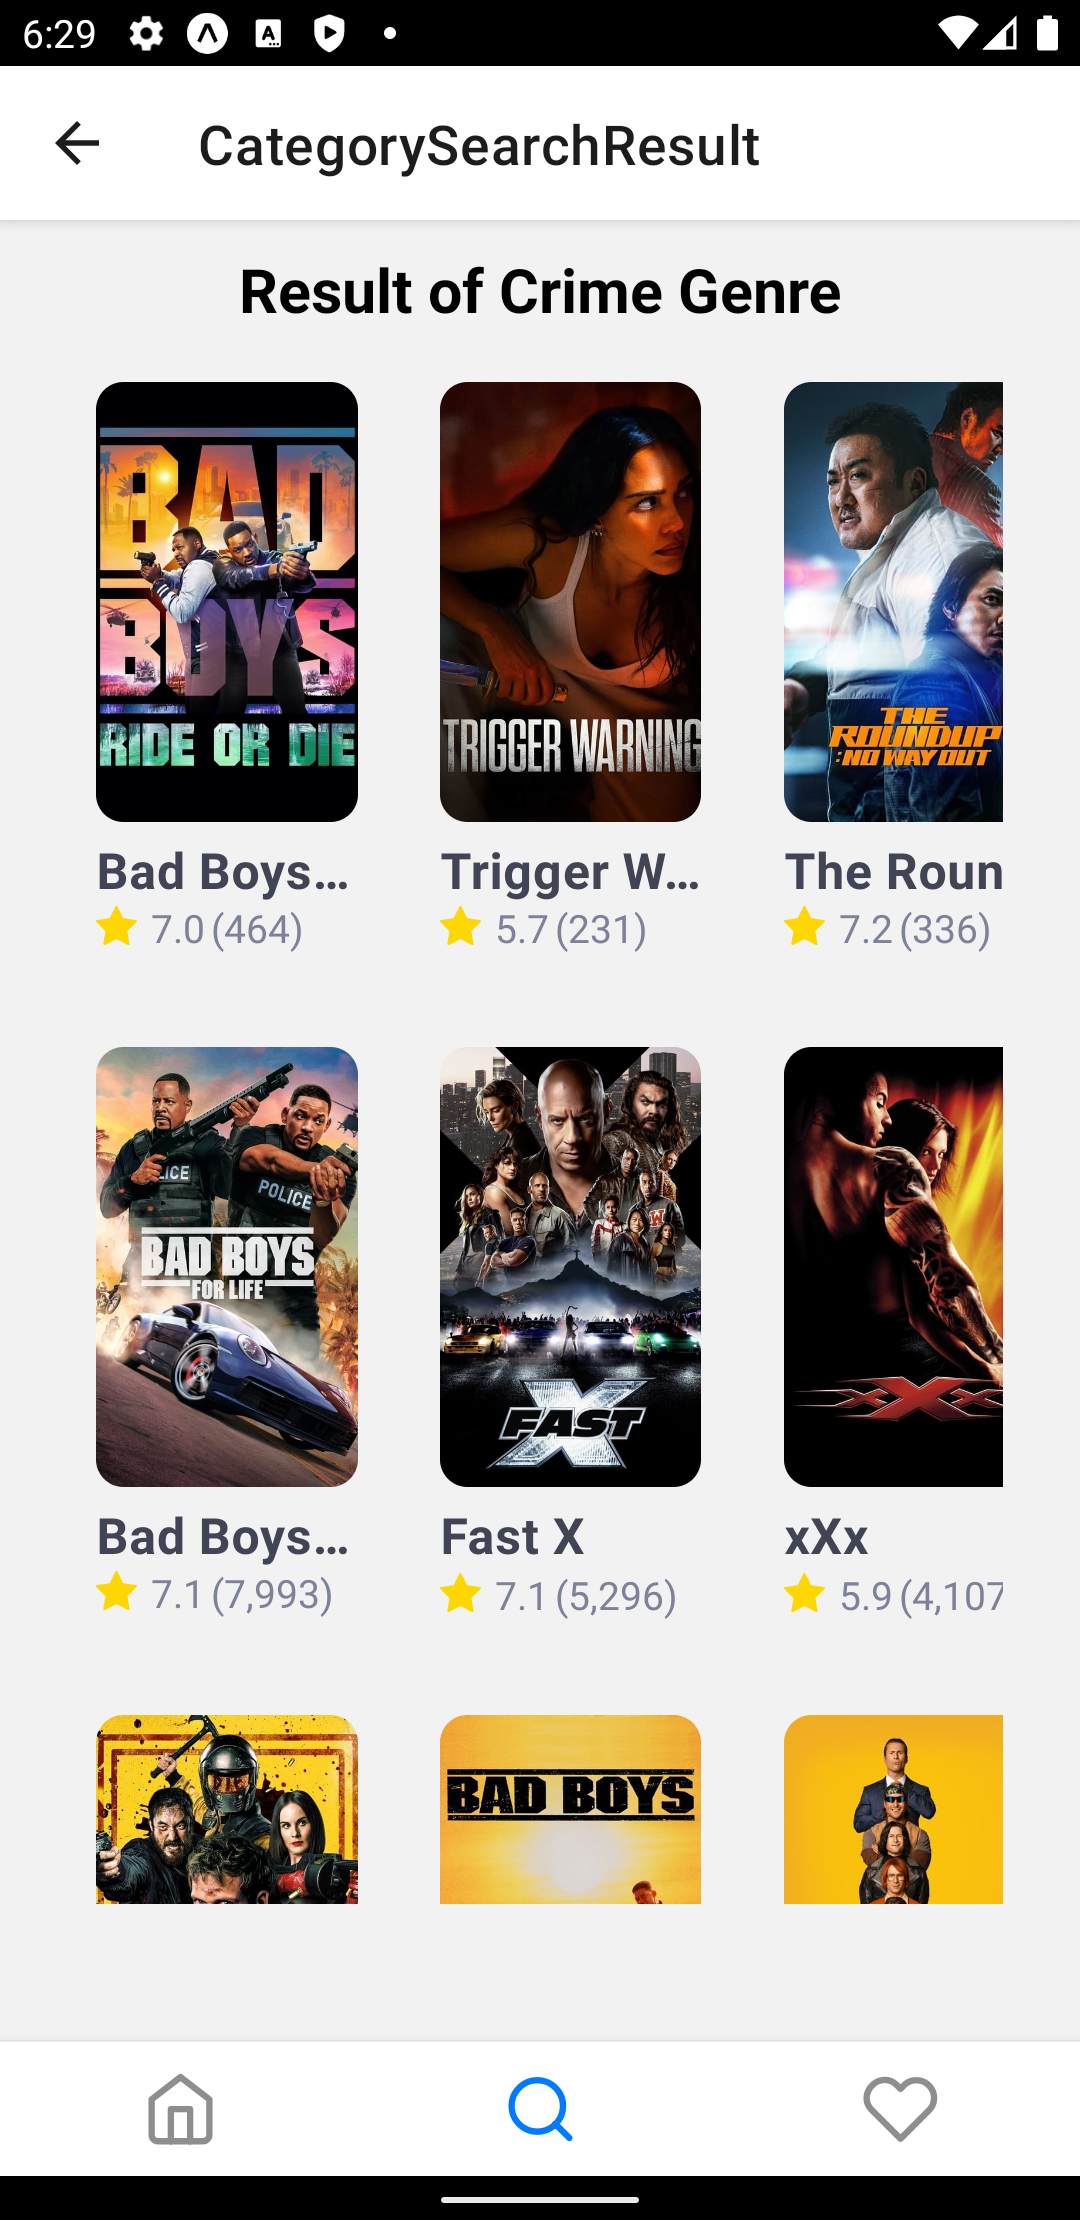 6:29
CategorySearchResult
Result of Crime Genre
BAD
BOYS
RIDE OR DIE
TRIGGER WARNING
THE
ROUNDUP
:NO WAY OUT
Bad Boys...
Trigger W...
The Roun
7.0 (464)
5.7 (231)
7.2 (336)
LICE
POLICE
BAD BOYS
FOR LIFE
FAST
X
xXx
Bad Boys...
Fast X
xXx
7.1 (7,993)
7.1 (5,296)
5.9 (4,107
BAD BOYS